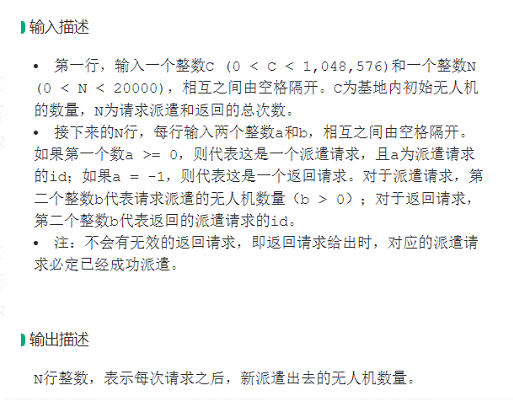 输入描述
• 第一行，输入一个整数C (0 < C < 1,048,576)和一个整数N
(0 < N < 20000)，相互之间由空格隔开。C为基地内初始无人机
的数量，N为请求派遣和返回的总次数。
• 接下来的N行，每行输入两个整数a和b，相互之间由空格隔开。
如果第一个数a >= 0，则代表这是一个派遣请求，且a为派遣请求
的id；如果a = -1，则代表这是一个返回请求。对于派遣请求，第
二个整数b代表请求派遣的无人机数量（b > 0）；对于返回请求，
第二个整数b代表返回的派遣请求的id。
• 注：不会有无效的返回请求，即返回请求给出时，对应的派遣请
求必定已经成功派遣。
输出描述
N行整数，表示每次请求之后，新派遣出去的无人机数量。